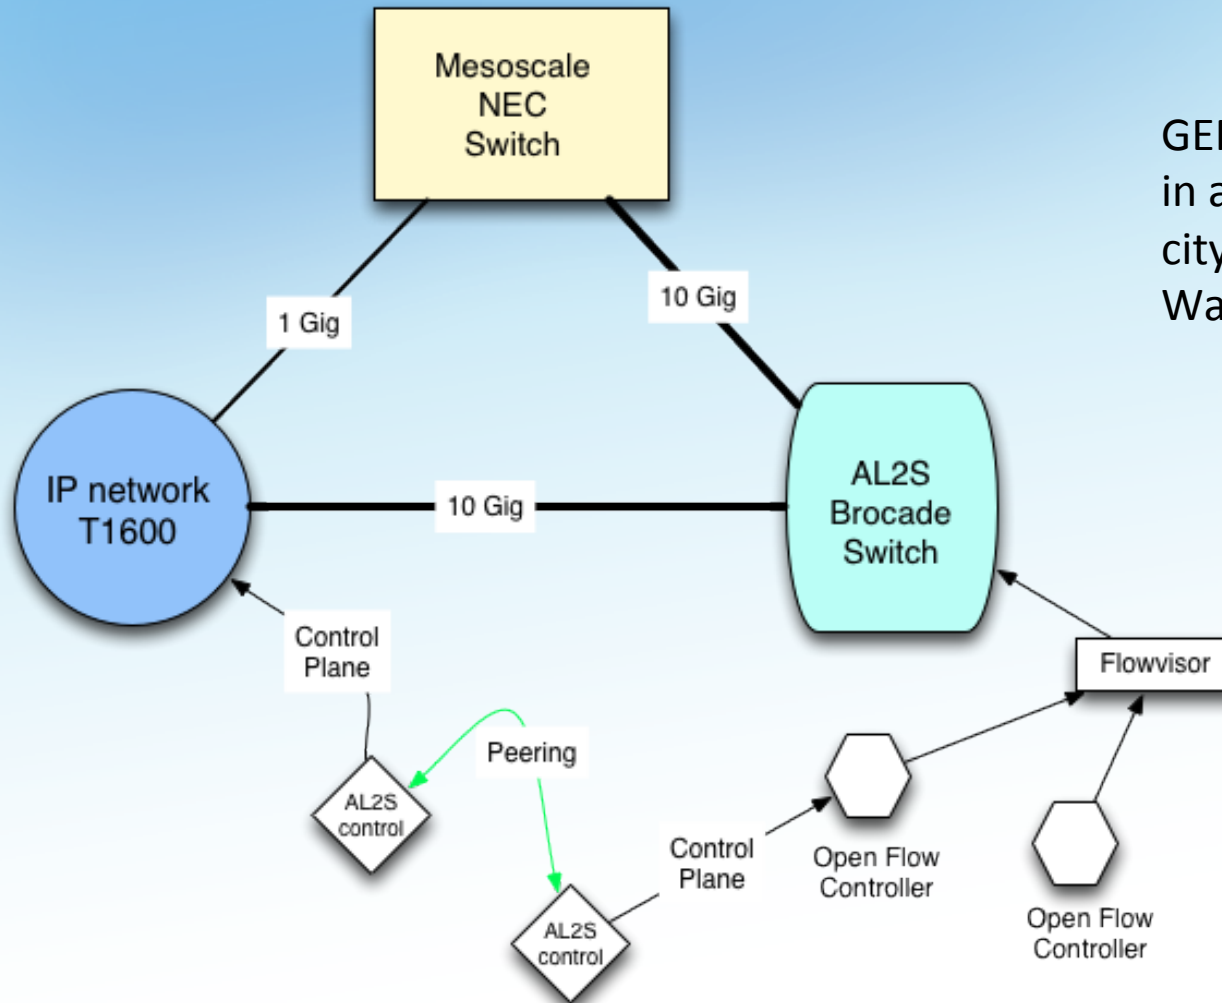 Mesoscale
NEC
Switch
GEI
in a
city
Wa
1 Gig
10 Gig
IP network
T1600
10 Gig
AL2S
Brocade
Switch
Control
Plane
Flowvisor
Peering
AL2S
control
Control
Plane
Open Flow
Controller
AL2S
control
Open Flow
Controller